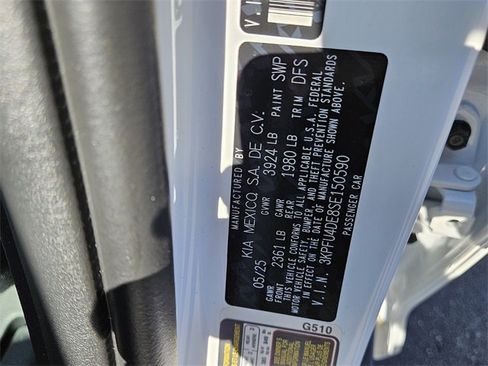 V.I.N
MANUFACTURED BY
KIA MEXICO S.A. DE C.V.
05/25 GVWR 3924 LB PAINT SWP
GAWR FRONT 2361 LB GAWR REAR 1980 LB TRIM DFS
THIS VEHICLE CONFORMS TO ALL APPLICABLE U.S.A. FEDERAL
MOTOR VEHICLE SAFETY, BUMPER, AND THEFT PREVENTION STANDARDS
IN EFFECT ON THE DATE OF MANUFACTURE SHOWN ABOVE.
V.I.N. 3KPFU4DE8SE150590
PASSENGER CAR
G510